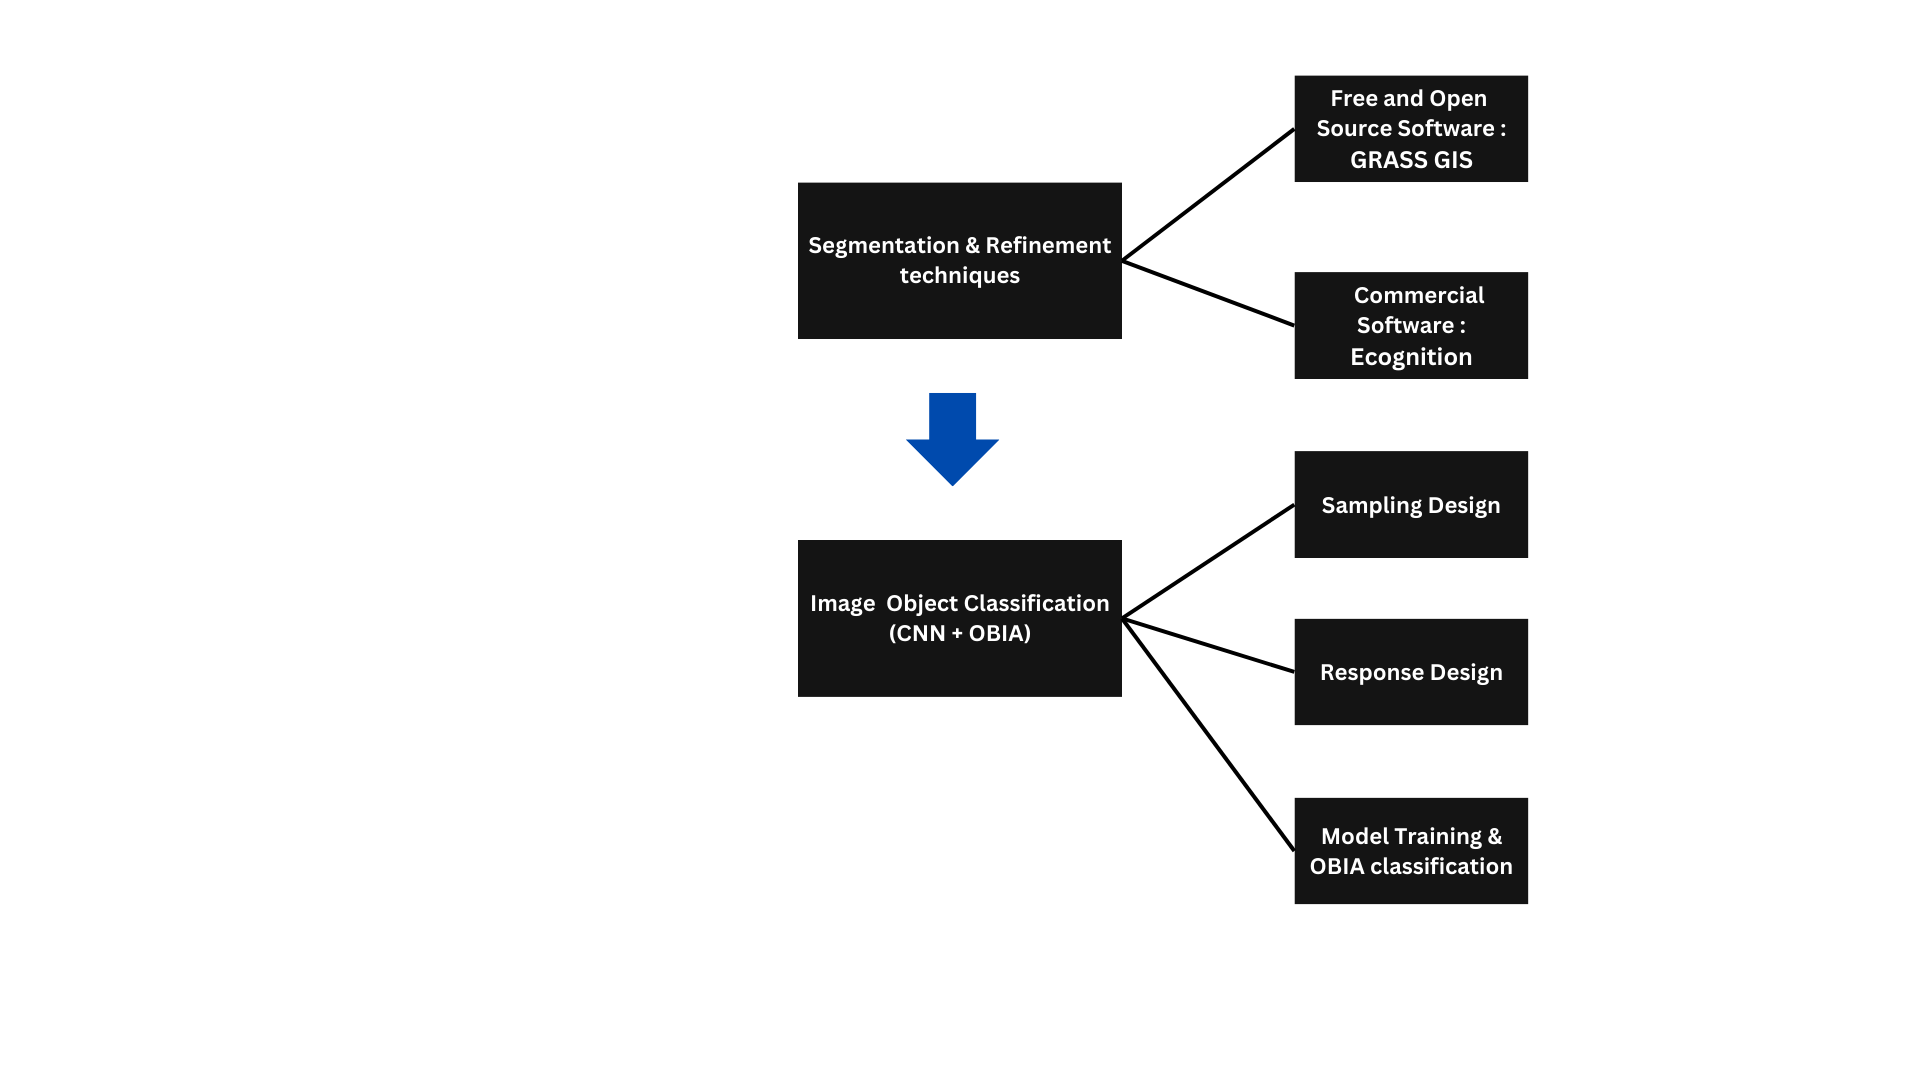 Free and Open
Source Software :
GRASS GIS
Segmentation & Refinement
techniques
Commercial
Software :
Ecognition
Sampling Design
Image  Object Classification
(CNN + OBIA)
Response Design
Model Training &
OBIA classification